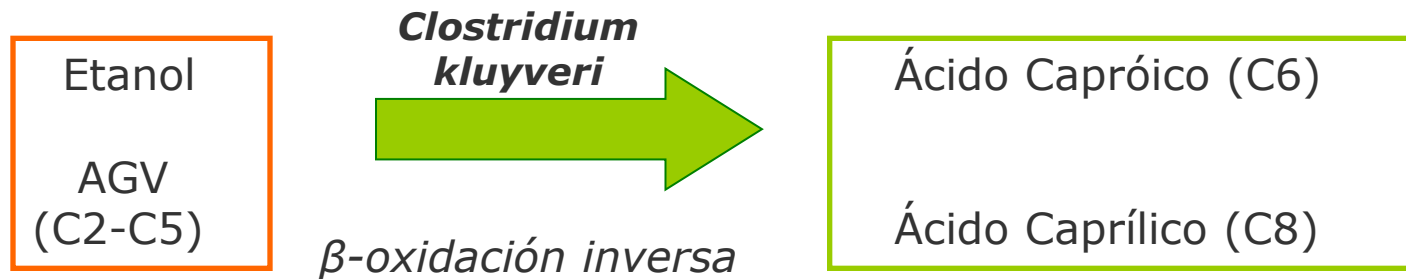 Etanol
AGV
(C2-C5)
Clostridium
kluyveri
β-oxidación inversa
Ácido Capróico (C6)
Ácido Caprílico (C8)